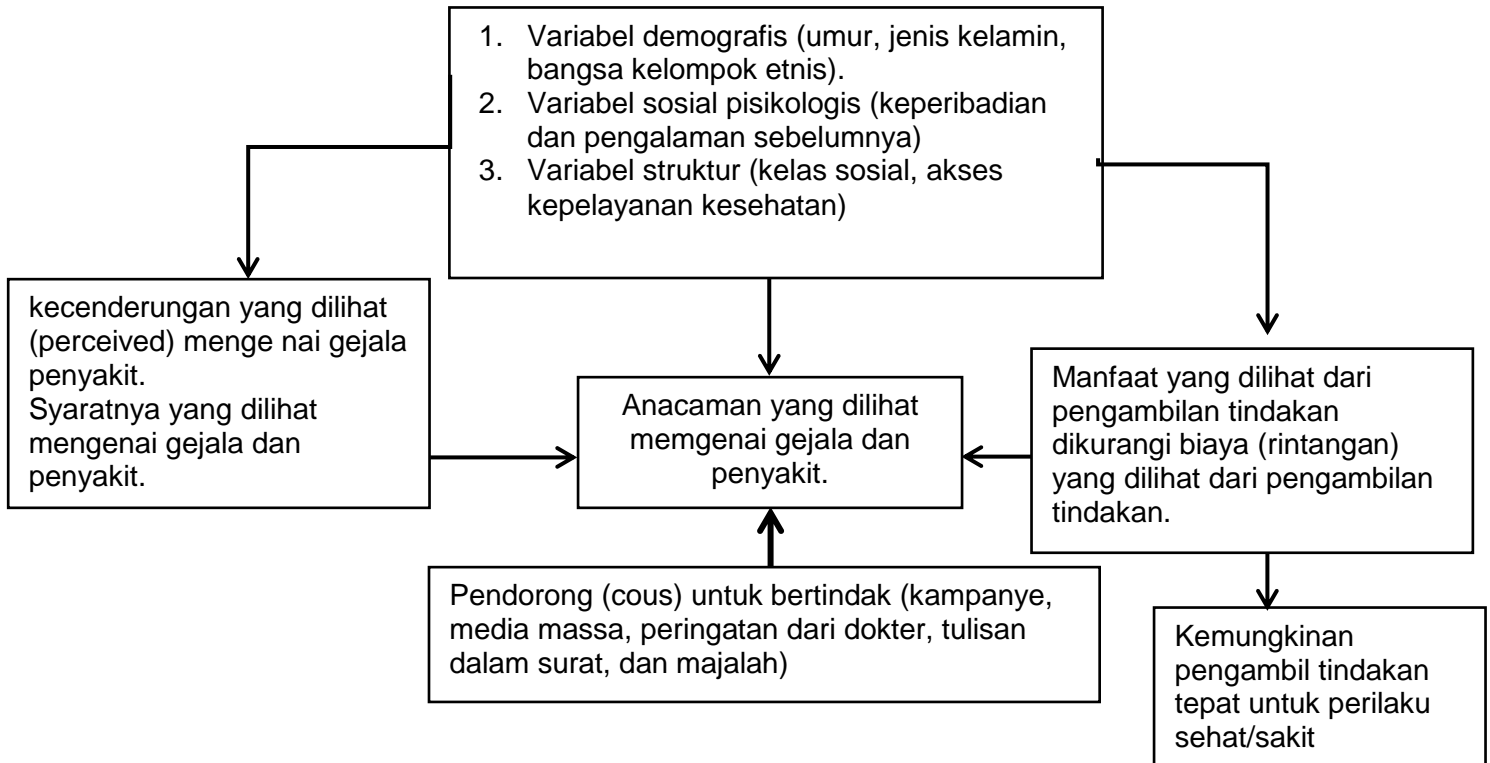 1. Variabel demografis (umur, jenis kelamin,
bangsa kelompok etnis).
2. Variabel sosial pisikologis (keperibadian
dan pengalaman sebelumnya)
3. Variabel struktur (kelas sosial, akses
kepelayanan kesehatan)
kecenderungan yang dilihat
(perceived) menge nai gejala
penyakit.
Syaratnya yang dilihat
mengenai gejala dan
penyakit.
Anacaman yang dilihat
memgenai gejala dan
penyakit.
Manfaat yang dilihat dari
pengambilan tindakan
dikurangi biaya (rintangan)
yang dilihat dari pengambilan
tindakan.
Pendorong (cous) untuk bertindak (kampanye,
media massa, peringatan dari dokter, tulisan
dalam surat, dan majalah)
Kemungkinan
pengambil tindakan
tepat untuk perilaku
sehat/sakit